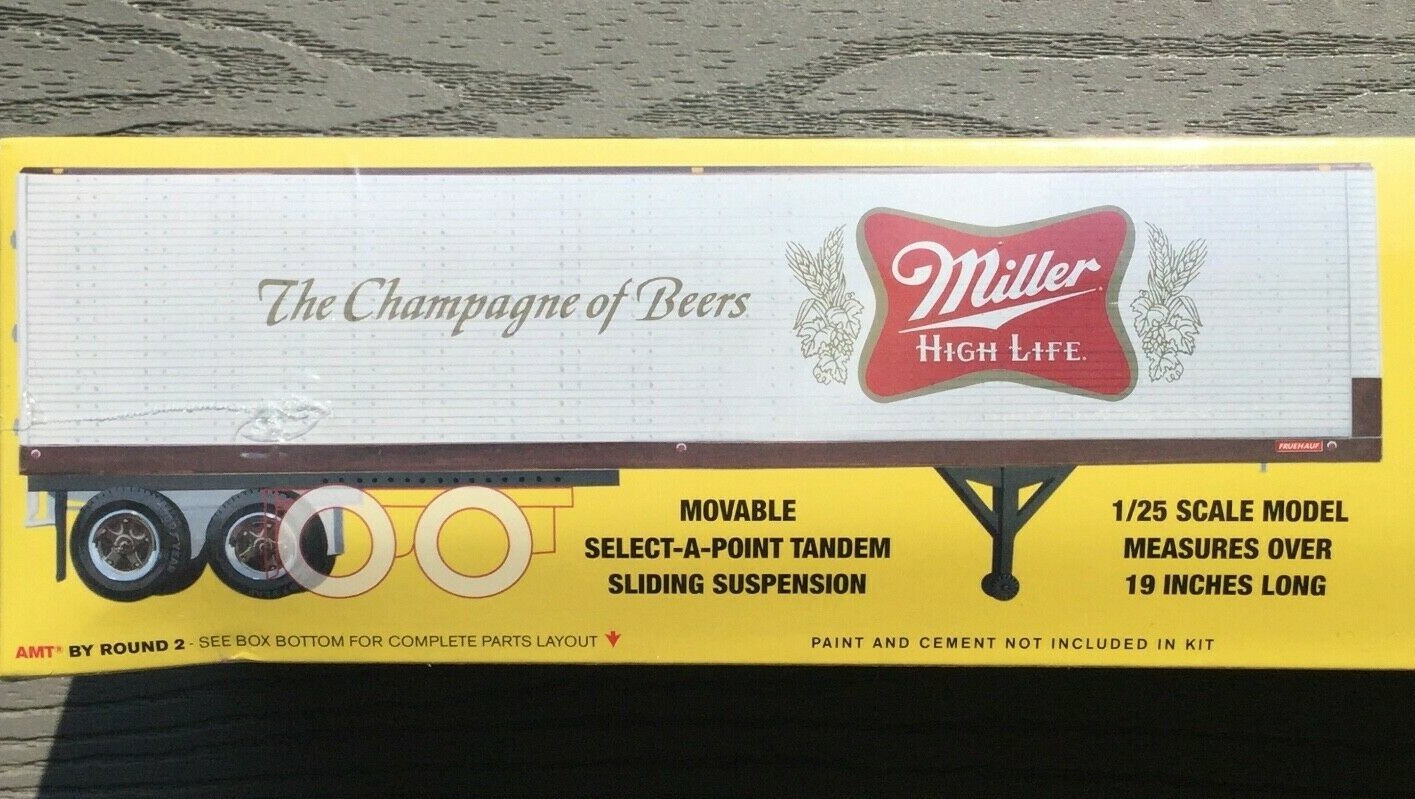 The Champagne of Beers
Miller
HIGH LIFE.
FRUEHAUF
MOVABLE
SELECT-A-POINT TANDEM
SLIDING SUSPENSION
1/25 SCALE MODEL
MEASURES OVER
19 INCHES LONG
AMT® BY ROUND 2 - SEE BOX BOTTOM FOR COMPLETE PARTS LAYOUT
PAINT AND CEMENT NOT INCLUDED IN KIT